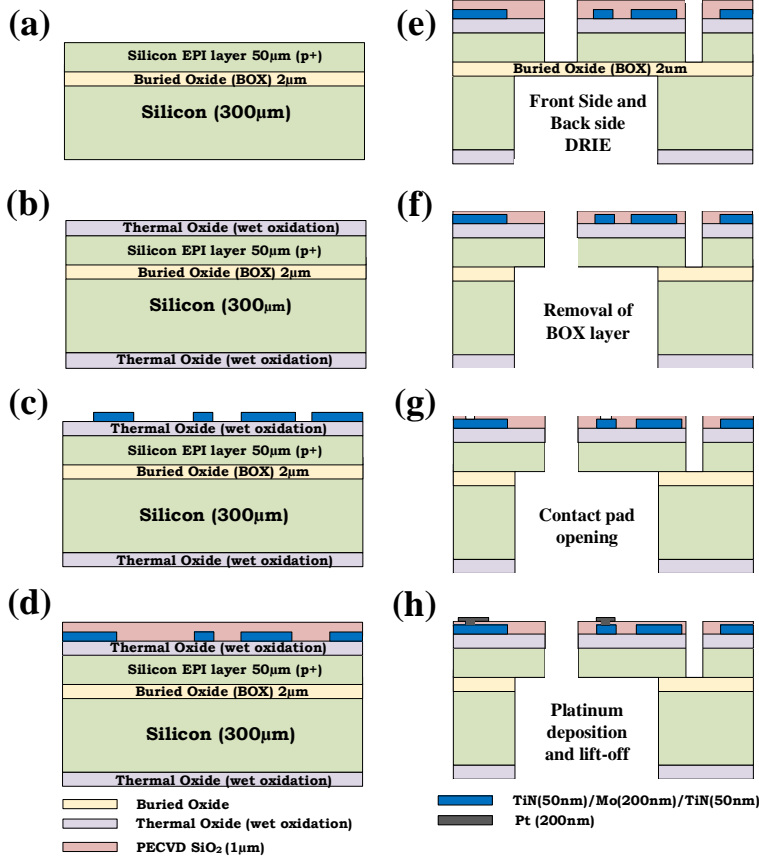 (a)
Silicon EPI layer 50μm (p+)
Buried Oxide (BOX) 2μm
Silicon (300μm)
(b)
Thermal Oxide (wet oxidation)
Silicon EPI layer 50μm (p+)
Buried Oxide (BOX) 2μm
Silicon (300μm)
Thermal Oxide (wet oxidation)
(c)
Thermal Oxide (wet oxidation)
Silicon EPI layer 50μm (p+)
Buried Oxide (BOX) 2μm
Silicon (300μm)
Thermal Oxide (wet oxidation)
(d)
Thermal Oxide (wet oxidation)
Silicon EPI layer 50μm (p+)
Buried Oxide (BOX) 2μm
Silicon (300μm)
Thermal Oxide (wet oxidation)
Buried Oxide
Thermal Oxide (wet oxidation)
PECVD SiO₂ (1μm)
(e)
Buried Oxide (BOX) 2um
Front Side and
Back side
DRIE
(f)
Removal of
BOX layer
(g)
Contact pad
opening
(h)
Platinum
deposition
and lift-off
TiN(50nm)/Mo(200nm)/TiN(50nm)
Pt (200nm)